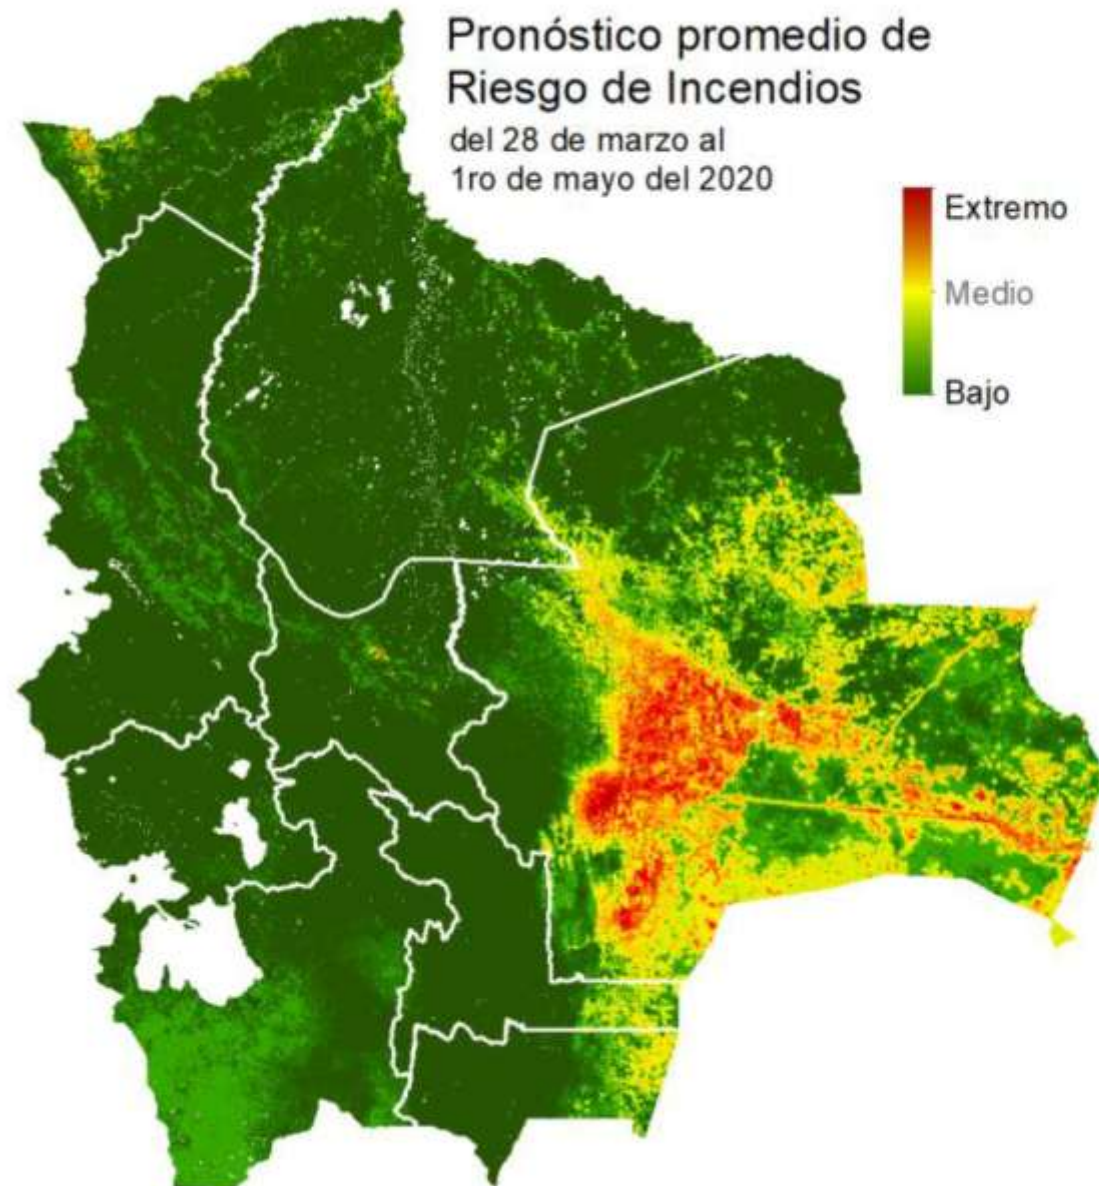 Pronóstico promedio de
Riesgo de Incendios
del 28 de marzo al
1ro de mayo del 2020
Extremo
Medio
Bajo